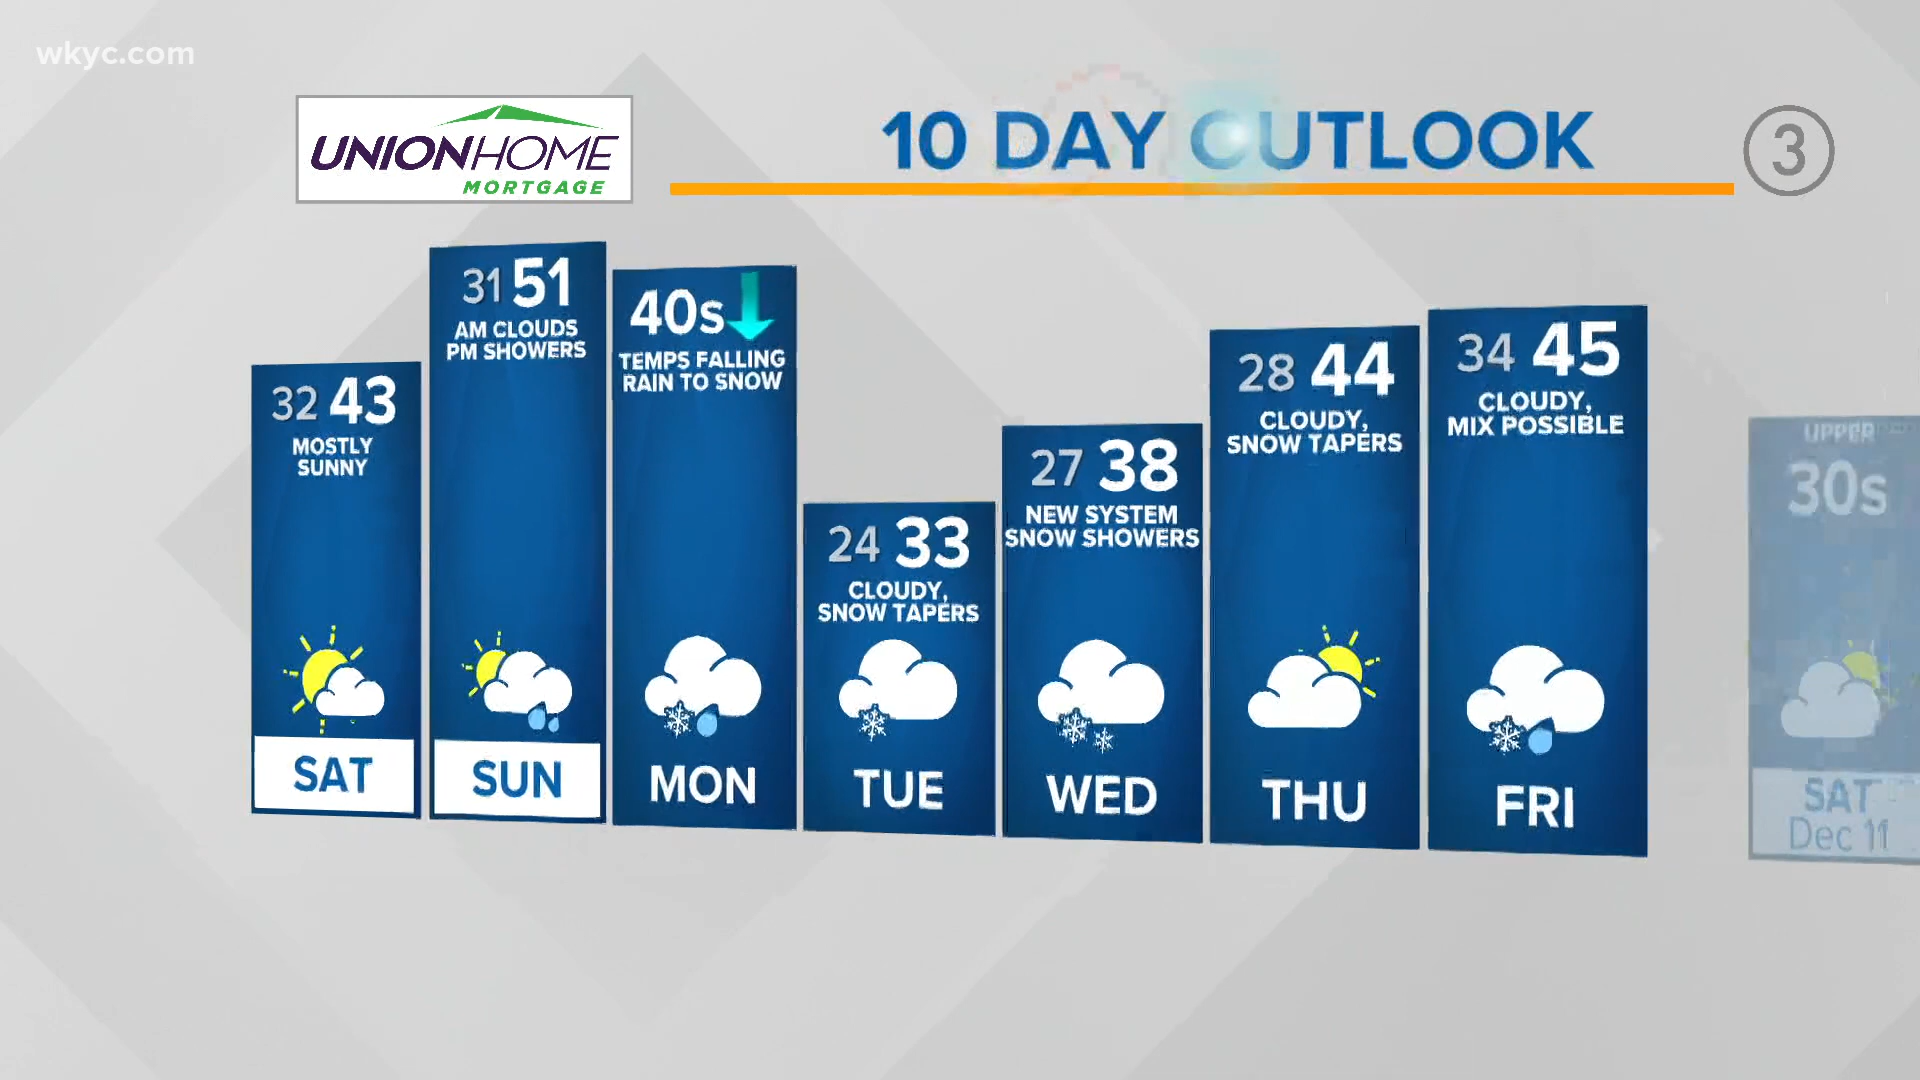 wkyc.com
UNIONHOME
MORTGAGE
10 DAY OUTLOOK
3
32 43
MOSTLY
SUNNY
SAT
31 51
AM CLOUDS
PM SHOWERS
SUN
40s
TEMPS FALLING
RAIN TO SNOW
MON
24 33
CLOUDY,
SNOW TAPERS
TUE
27 38
NEW SYSTEM
SNOW SHOWERS
WED
28 44
CLOUDY,
SNOW TAPERS
THU
34 45
CLOUDY,
MIX POSSIBLE
FRI
UPPER
30s
SAT
Dec 11